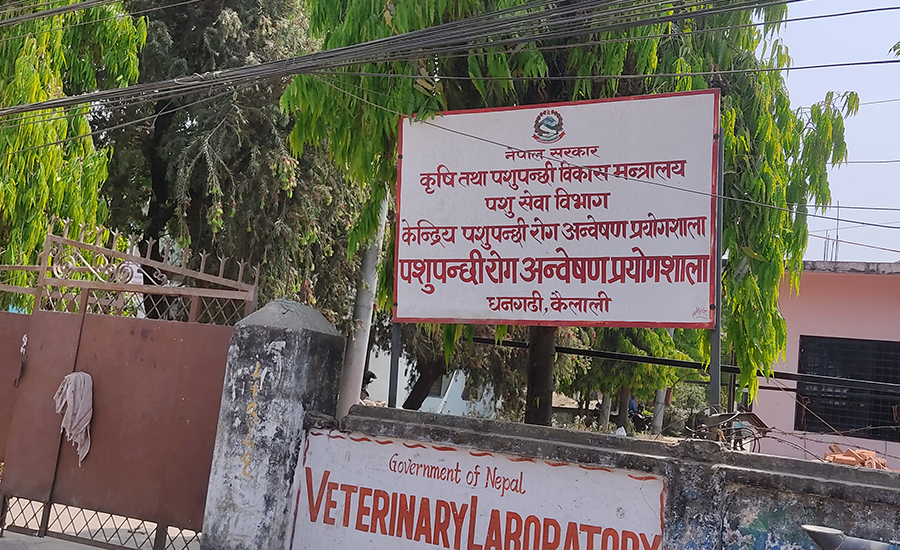 नेपाल सरकार
कृषि तथा पशुपन्छी विकास मन्त्रालय
पशु सेवा विभाग
केन्द्रिय पशुपन्छी रोग अन्वेषण प्रयोगशाला
पशुपन्छी रोग अन्वेषण प्रयोगशाला
धनगढी, कैलाली
Government of Nepal
VETERINARY LABORATORY